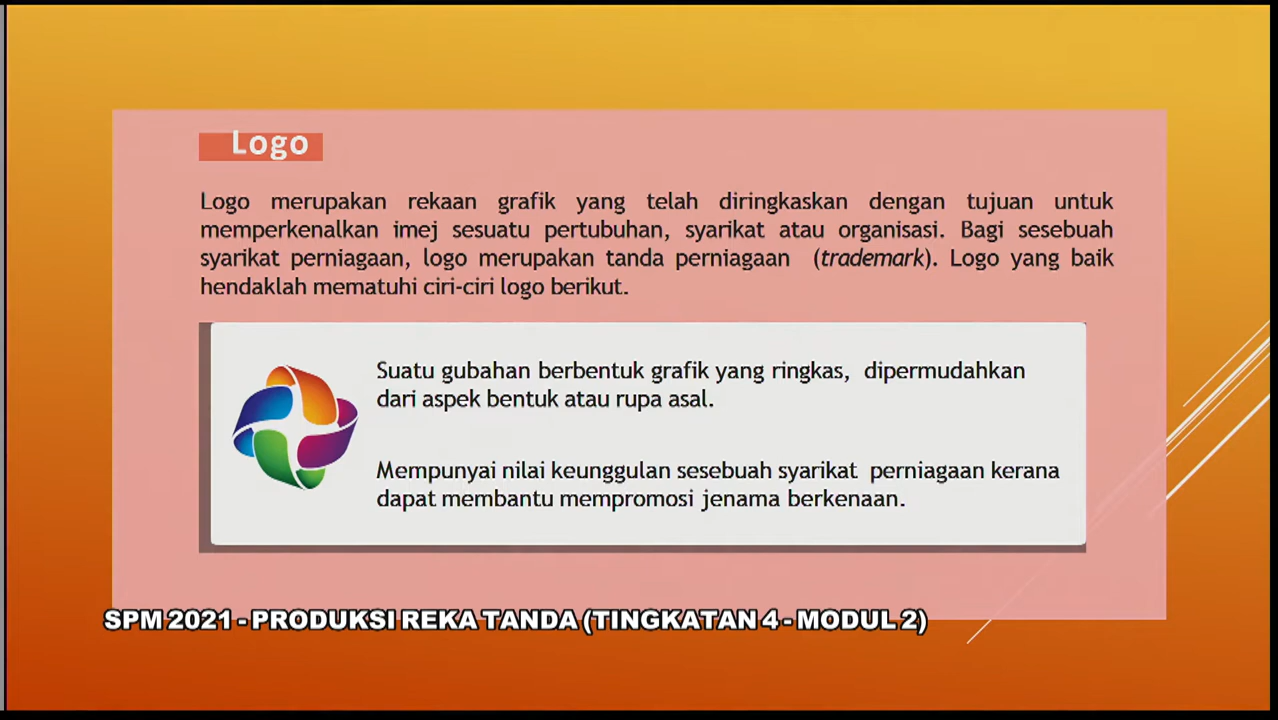 Logo
Logo merupakan rekaan grafik yang telah diringkaskan dengan tujuan untuk
memperkenalkan imej sesuatu pertubuhan, syarikat atau organisasi. Bagi sesebuah
syarikat perniagaan, logo merupakan tanda perniagaan (trademark). Logo yang baik
hendaklah mematuhi ciri-ciri logo berikut.
Suatu gubahan berbentuk grafik yang ringkas, dipermudahkan
dari aspek bentuk atau rupa asal.
Mempunyai nilai keunggulan sesebuah syarikat perniagaan kerana
dapat membantu mempromosi jenama berkenaan.
SPM 2021 - PRODUKSI REKA TANDA (TINGKATAN 4 - MODUL 2)